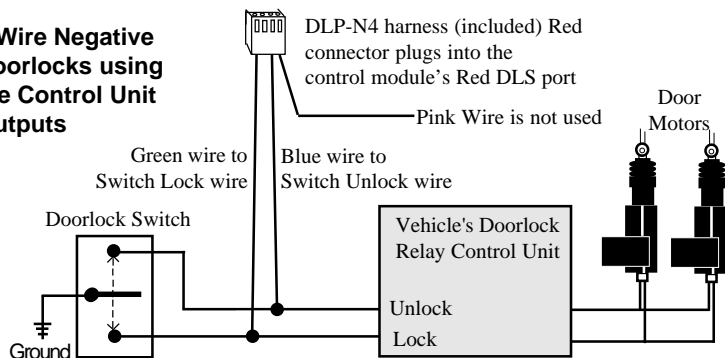 Wire Negative
using
Control Unit
DLP-N4 harness (included) Red
connector plugs into the
control module's Red DLS port
Pink Wire is not used
Door
Motors
Green wire to
Switch Lock wire
Blue wire to
Switch Unlock wire
Doorlock Switch
Vehicle's Doorlock
Relay Control Unit
Unlock
Lock
Ground